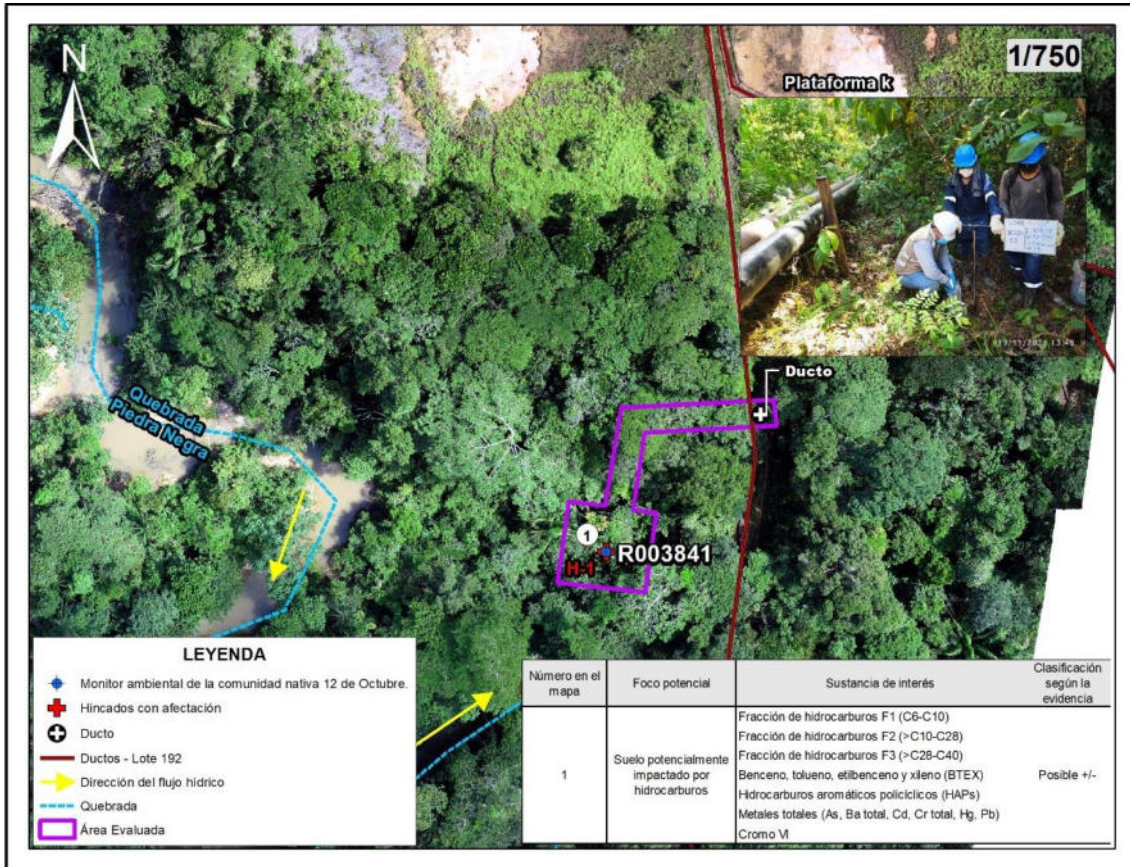 N
1/750
Plataforma k
Ducto
Quebrada
Piedra Negra
1
R003841
H-1
LEYENDA
Monitor ambiental de la comunidad nativa 12 de Octubre.
Hincados con afectación
Ducto
Ductos - Lote 192
Dirección del flujo hídrico
Quebrada
Área Evaluada
Número en el mapa
Foco potencial
Sustancia de interés
Clasificación según la evidencia
1
Suelo potencialmente impactado por hidrocarburos
Fracción de hidrocarburos F1 (C6-C10)
Fracción de hidrocarburos F2 (>C10-C28)
Fracción de hidrocarburos F3 (>C28-C40)
Benceno, tolueno, etilbenceno y xileno (BTEX)
Hidrocarburos aromáticos policíclicos (HAPs)
Metales totales (As, Ba total, Cd, Cr total, Hg, Pb)
Cromo VI
Posible +/-